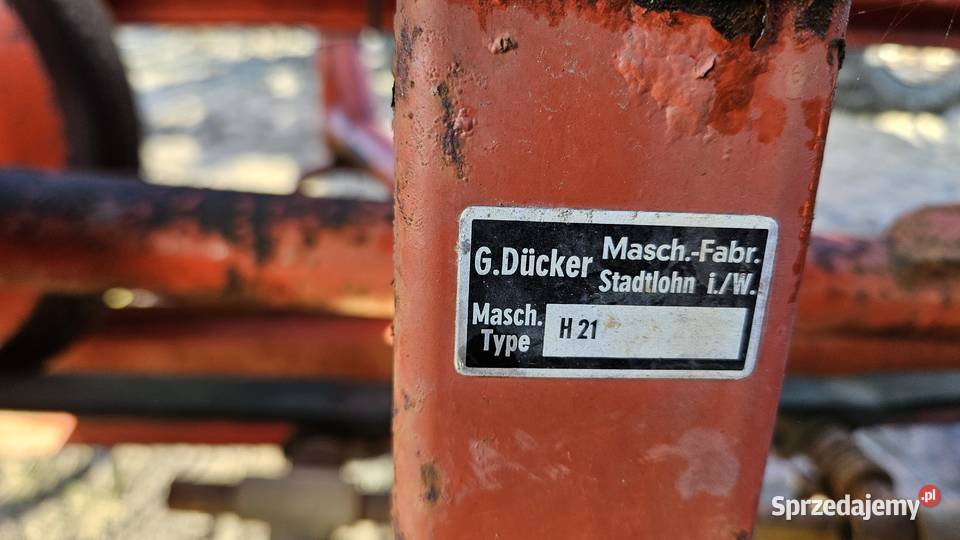 G.Dücker Masch.-Fabr.
Stadtlohn i./W.
Masch. Type H 21
Sprzedajemy.pl